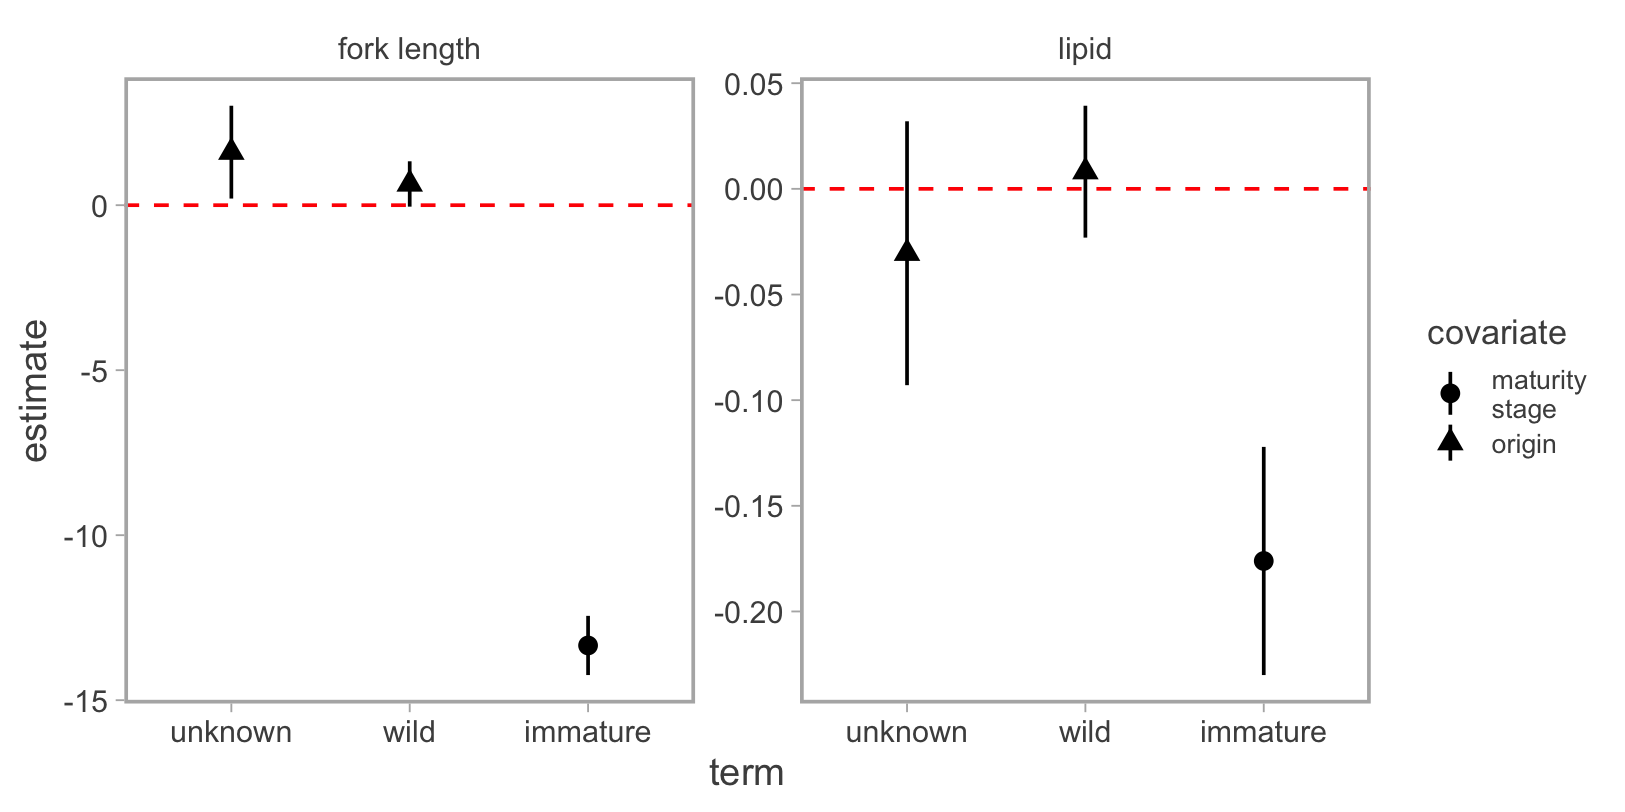 fork length
lipid
estimate
0
-5
-10
-15
0.05
0.00
-0.05
-0.10
-0.15
-0.20
unknown
wild
immature
unknown
wild
immature
term
covariate
maturity
stage
origin